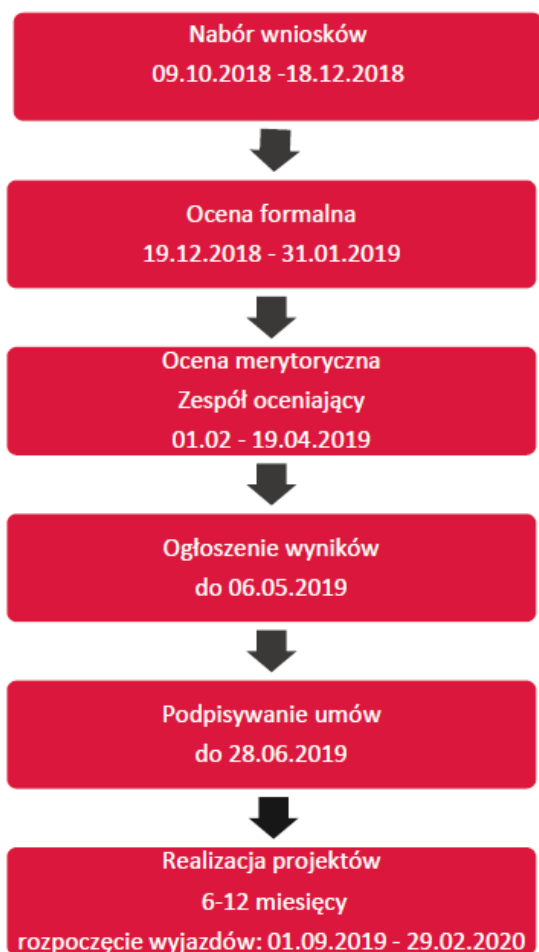 Nabór wniosków
09.10.2018 -18.12.2018
Ocena formalna
19.12.2018 - 31.01.2019
Ocena merytoryczna
Zespół oceniający
01.02 - 19.04.2019
Ogłoszenie wyników
do 06.05.2019
Podpisywanie umów
do 28.06.2019
Realizacja projektów
6-12 miesięcy
rozpoczęcie wyjazdów: 01.09.2019 - 29.02.2020